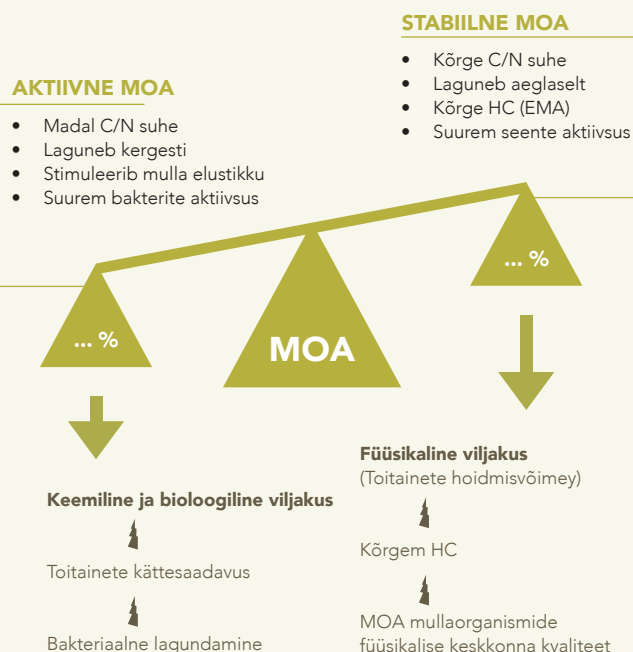 STABIILNE MOA
• Kõrge C/N suhe
• Laguneb aeglaselt
• Kõrge HC (EMA)
• Suurem seente aktiivsus
AKTIIVNE MOA
• Madal C/N suhe
• Laguneb kergesti
• Stimuleerib mulla elustikku
• Suurem bakterite aktiivsus
... %
... %
MOA
Füüsikaline viljakus
(Toitainete hoidmisvõimey)
Kõrgem HC
MOA mullaorganismide
füüsikalise keskkonna kvaliteet
Keemiline ja bioloogiline viljakus
Toitainete kättesaadavus
Bakteriaalne lagundamine